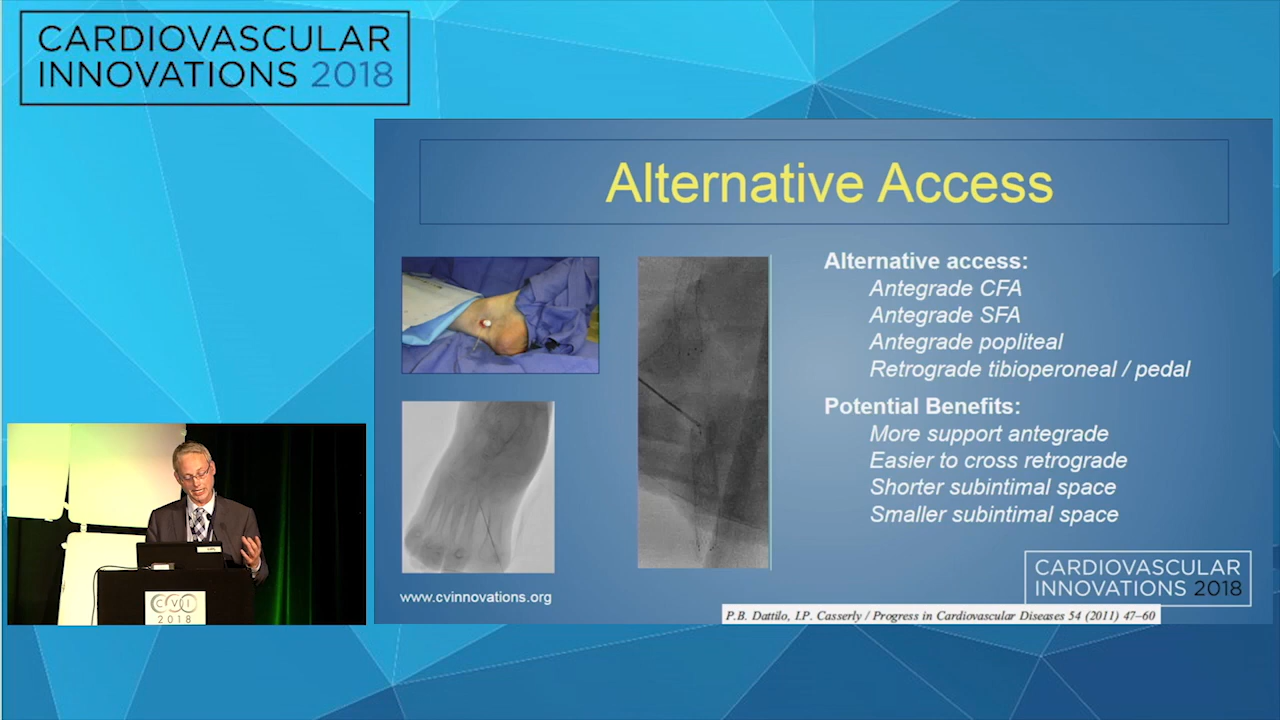 CARDIOVASCULAR
INNOVATIONS 2018
Alternative Access
Alternative access:
Antegrade CFA
Antegrade SFA
Antegrade popliteal
Retrograde tibioperoneal / pedal
Potential Benefits:
More support antegrade
Easier to cross retrograde
Shorter subintimal space
Smaller subintimal space
CARDIOVASCULAR
INNOVATIONS 2018
www.cvinnovations.org
P.B. Dattilo, I.P. Casserly / Progress in Cardiovascular Diseases 54 (2011) 47–60
CVI
2018